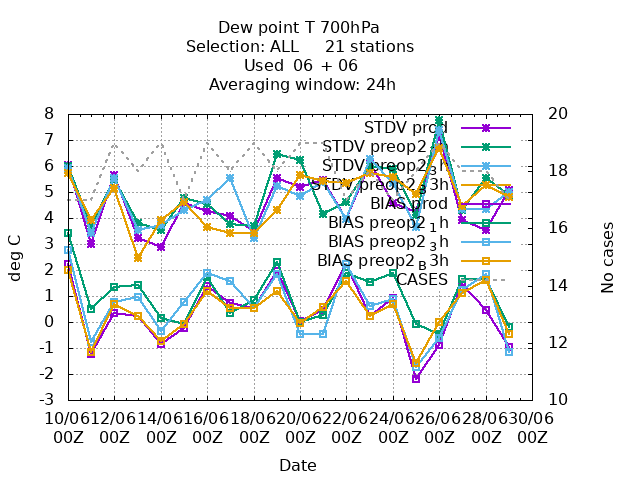 Dew point T 700hPa
Selection: ALL 21 stations
Used 06 + 06
Averaging window: 24h
8
7
6
5
4
3
2
1
0
-1
-2
-3
deg C
20
18
16
14
12
10
No cases
STDV prod
STDV preop2_1h
STDV preop2_3h
STDV preop2_B3h
BIAS prod
BIAS preop2_1h
BIAS preop2_3h
BIAS preop2_B3h
CASES
10/06 12/06 14/06 16/06 18/06 20/06 22/06 24/06 26/06 28/06 30/06
00Z 00Z 00Z 00Z 00Z 00Z 00Z 00Z 00Z 00Z 00Z
Date